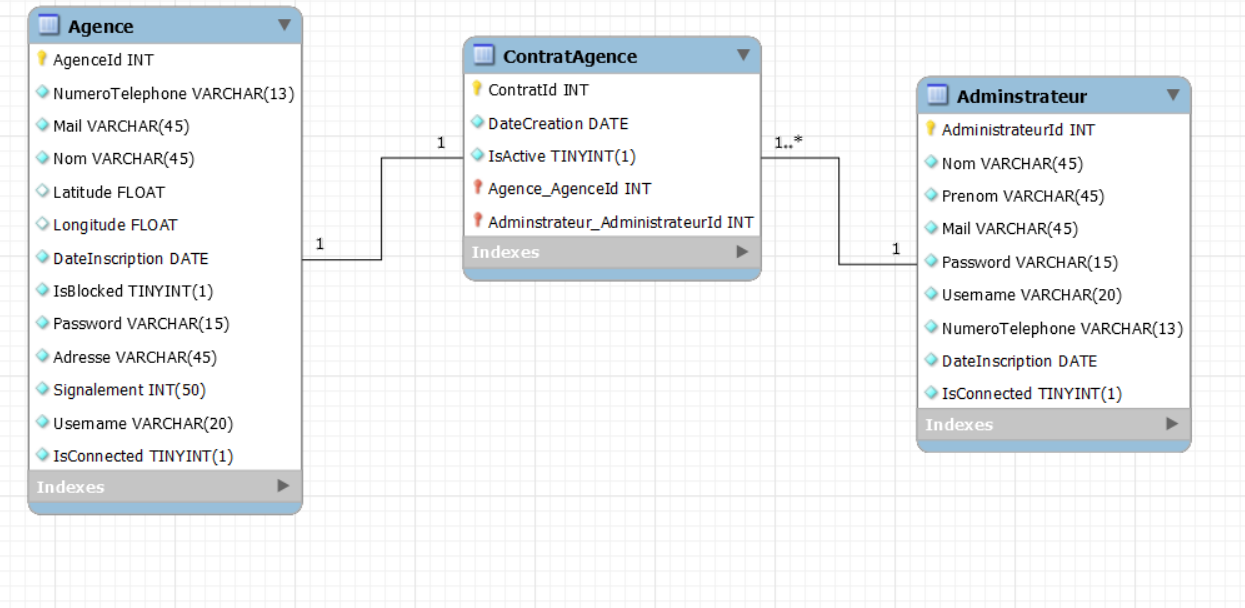 Agence
AgenceId INT
NumeroTelephone VARCHAR(13)
Mail VARCHAR(45)
Nom VARCHAR(45)
Latitude FLOAT
Longitude FLOAT
DateInscription DATE
IsBlocked TINYINT(1)
Password VARCHAR(15)
Adresse VARCHAR(45)
Signalement INT(50)
Username VARCHAR(20)
IsConnected TINYINT(1)
Indexes
1
1
ContratAgence
ContratId INT
DateCreation DATE
IsActive TINYINT(1)
Agence_AgenceId INT
Adminstrateur_AdministrateurId INT
Indexes
1..*
1
Adminstrateur
AdministrateurId INT
Nom VARCHAR(45)
Prenom VARCHAR(45)
Mail VARCHAR(45)
Password VARCHAR(15)
Username VARCHAR(20)
NumeroTelephone VARCHAR(13)
DateInscription DATE
IsConnected TINYINT(1)
Indexes